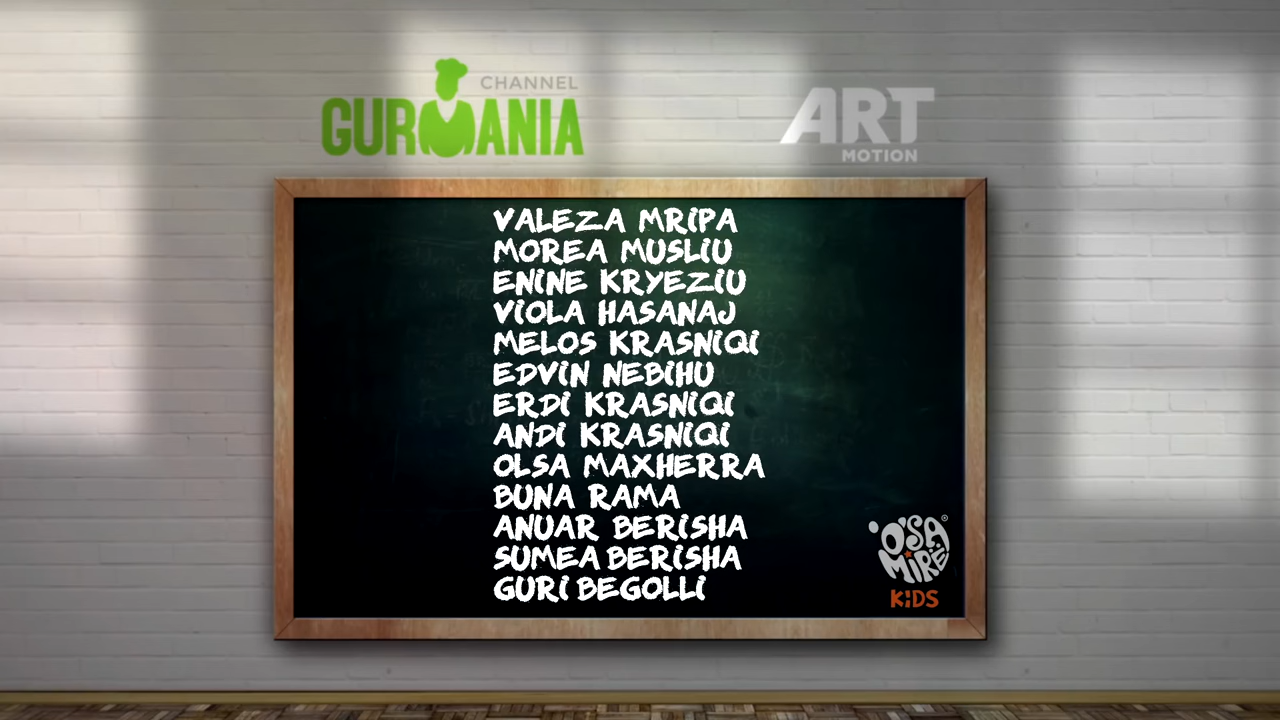 CHANNEL
GURMANIA
ART
MOTION
VALEZA MRIPA
MOREA MUSLIU
ENINE KRYEZIU
VIOLA HASANAJ
MELOS KRASNIQI
EDVIN NEBIHU
ERDI KRASNIQI
ANDI KRASNIQI
OLSA MAXHERRA
BUNA RAMA
ANUAR BERISHA
SUMEA BERISHA
GURI BEGOLLI
O'SA
MIRË
KIDS